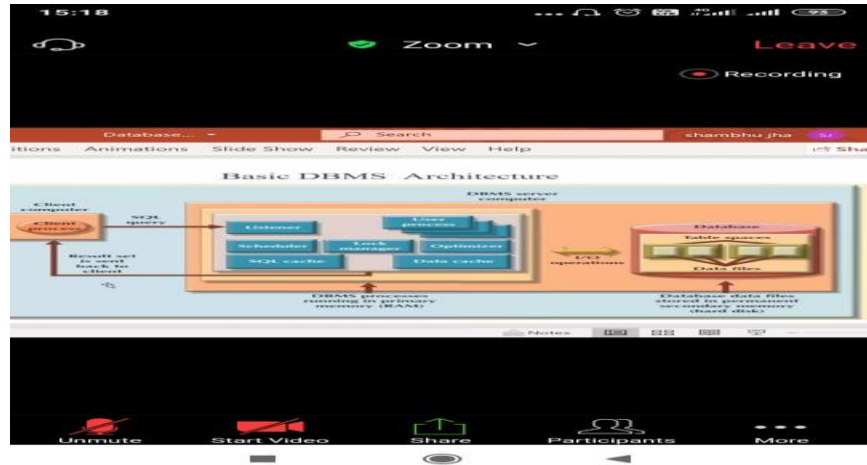 15:18
4G
93
Zoom
Leave
Recording
Database...
Search
shambhu jha
SJ
itions Animations Slide Show Review View Help
Sha
Basic DBMS Architecture
DBMS server
computer
Client
computer
SQL
query
Client
process
Listener
User
process
Scheduler
Lock
manager
Optimizer
SQL cache
Data cache
Result set
is sent
back to
client
I/O
operations
Database
Table spaces
Data files
DBMS processes
running in primary
memory (RAM)
Database data files
stored in permanent
secondary memory
(hard disk)
Notes
Unmute
Start Video
Share
Participants
More